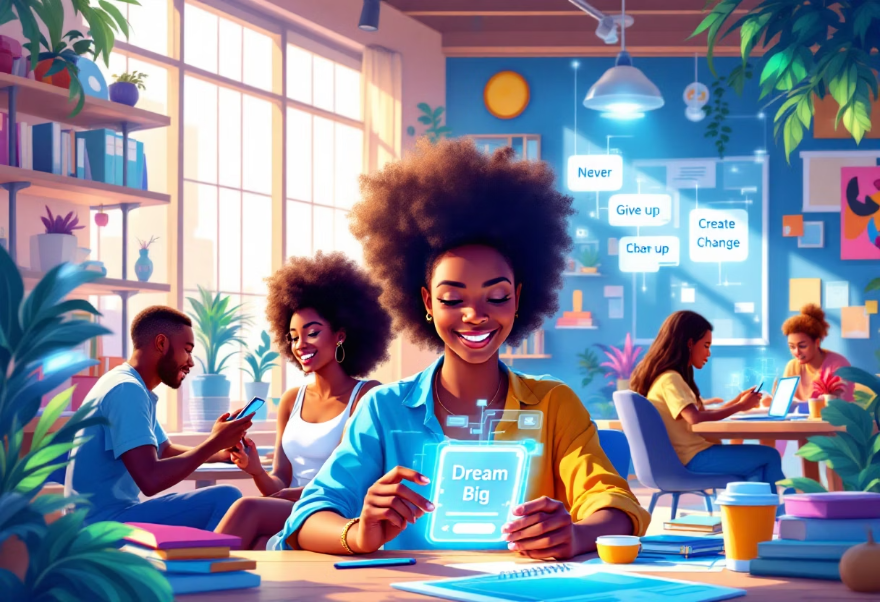 Never
Give up
Chat up
Create
Change
Dream
Big